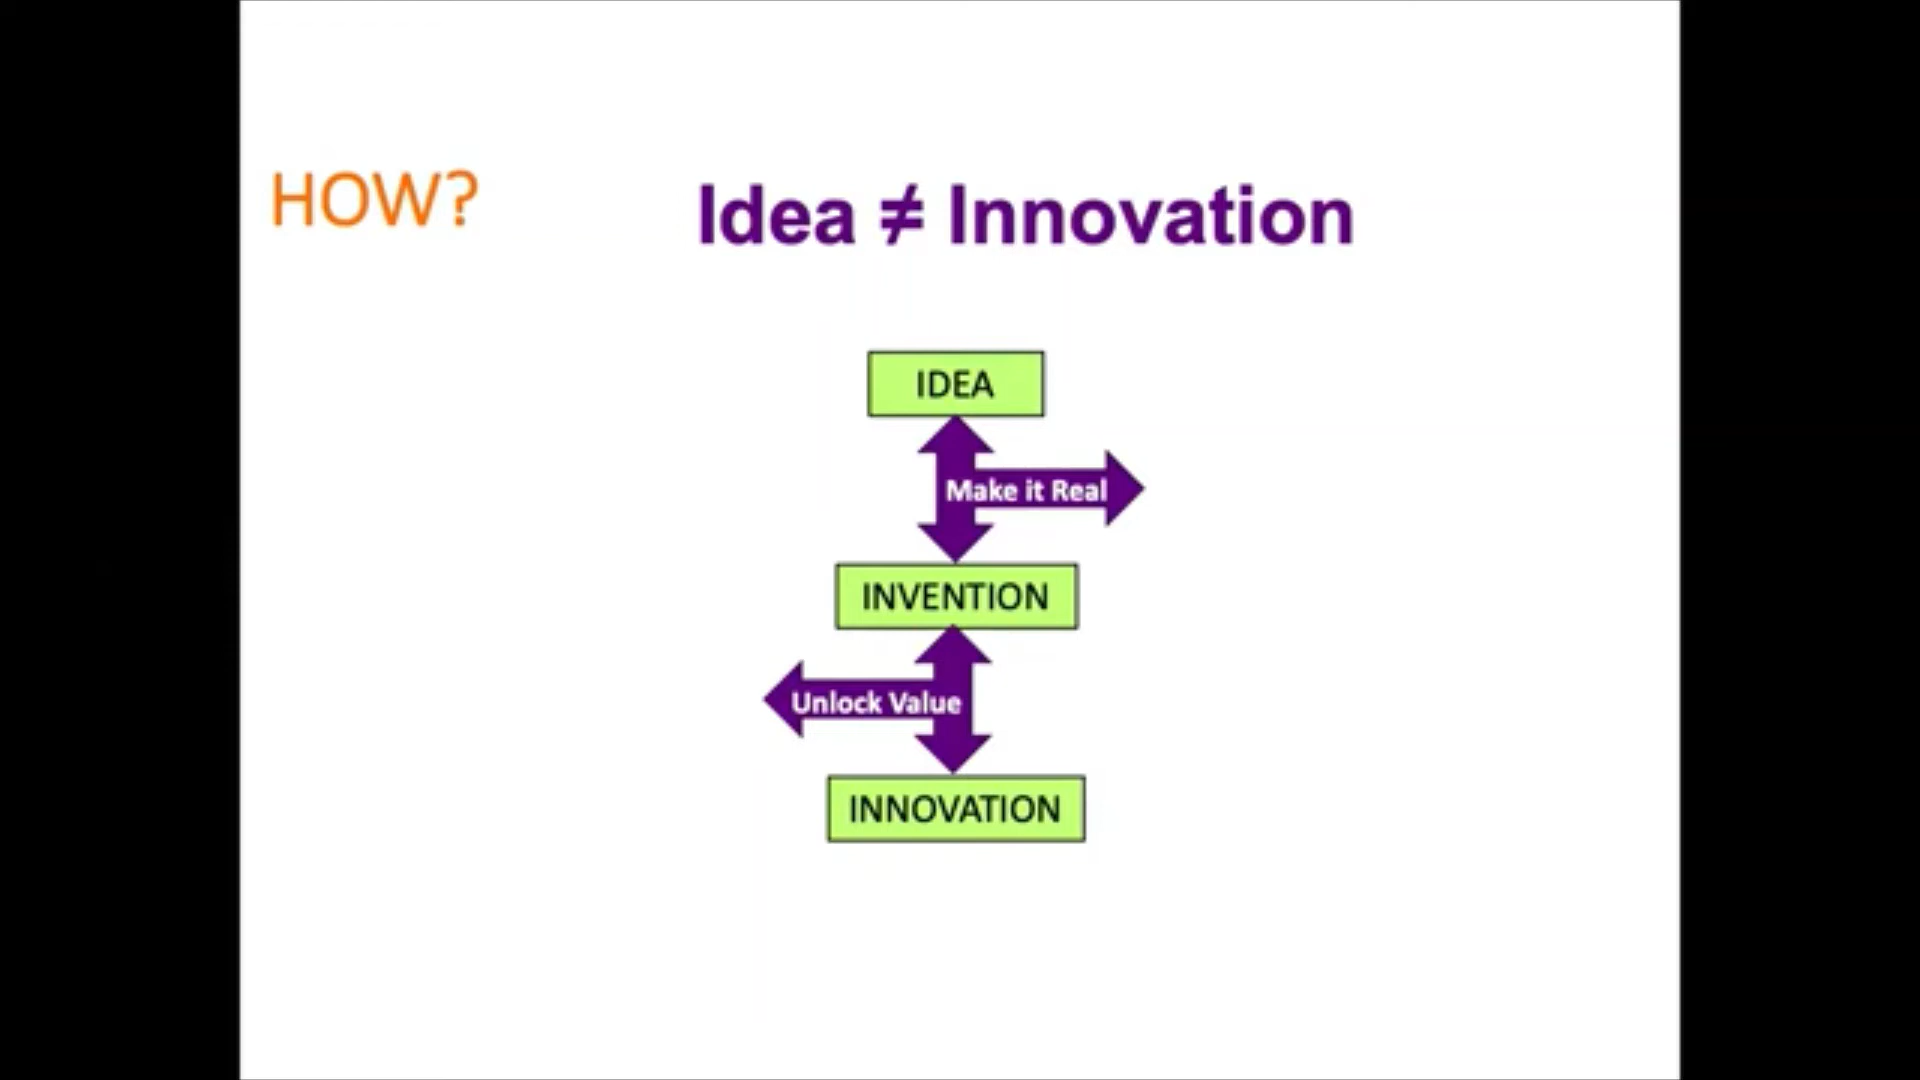 HOW?
Idea ≠ Innovation
IDEA
Make it Real
INVENTION
Unlock Value
INNOVATION